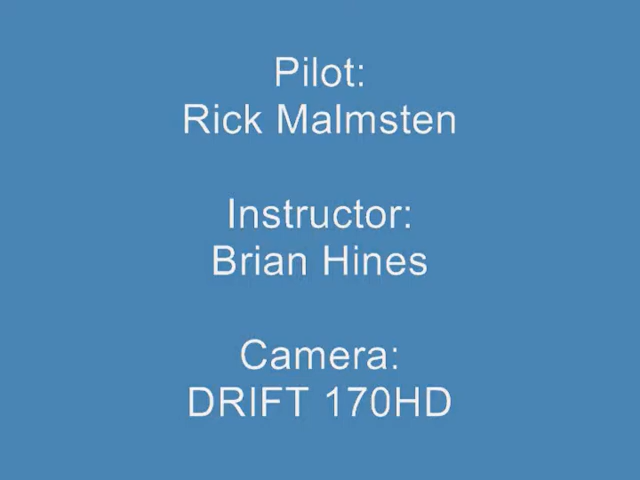 Pilot:
Rick Malmsten
Instructor:
Brian Hines
Camera:
DRIFT 170HD